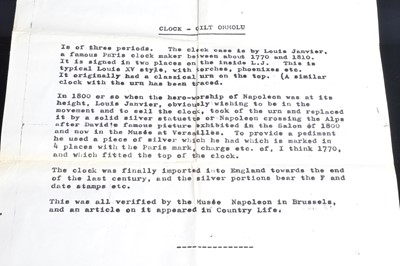 CLOCK - GILT ORMOLU
Is of three periods. The clock case is by Louis Janvier,
a famous Paris clock maker between about 1770 and 1810.
It is signed in two places on the inside L.J. This is
typical Louis XV style, with torches, phoenixes etc.
It originally had a classical urn on the top. (A similar
clock with the urn has been traced.
In 1800 or so when the hero-worship of Napoleon was at its
height, Louis Janvier, obviously wishing to be in the
movement and to sell the clock, took of the urn and replaced
it by a solid silver statuette of Napoleon crossing the Alps
after David's famous picture exhibited in the Salon of 1800
and now in the Musée at Versailles. To provide a pediment
he used a piece of silver which he had which is marked in
4 places with the Paris mark, charge etc. of, I think 1770,
and which fitted the top of the clock.
The clock was finally imported into England towards the end
of the last century, and the silver portions bear the F and
date stamps etc.
This was all verified by the Musée Napoleon in Brussels,
and an article on it appeared in Country Life.